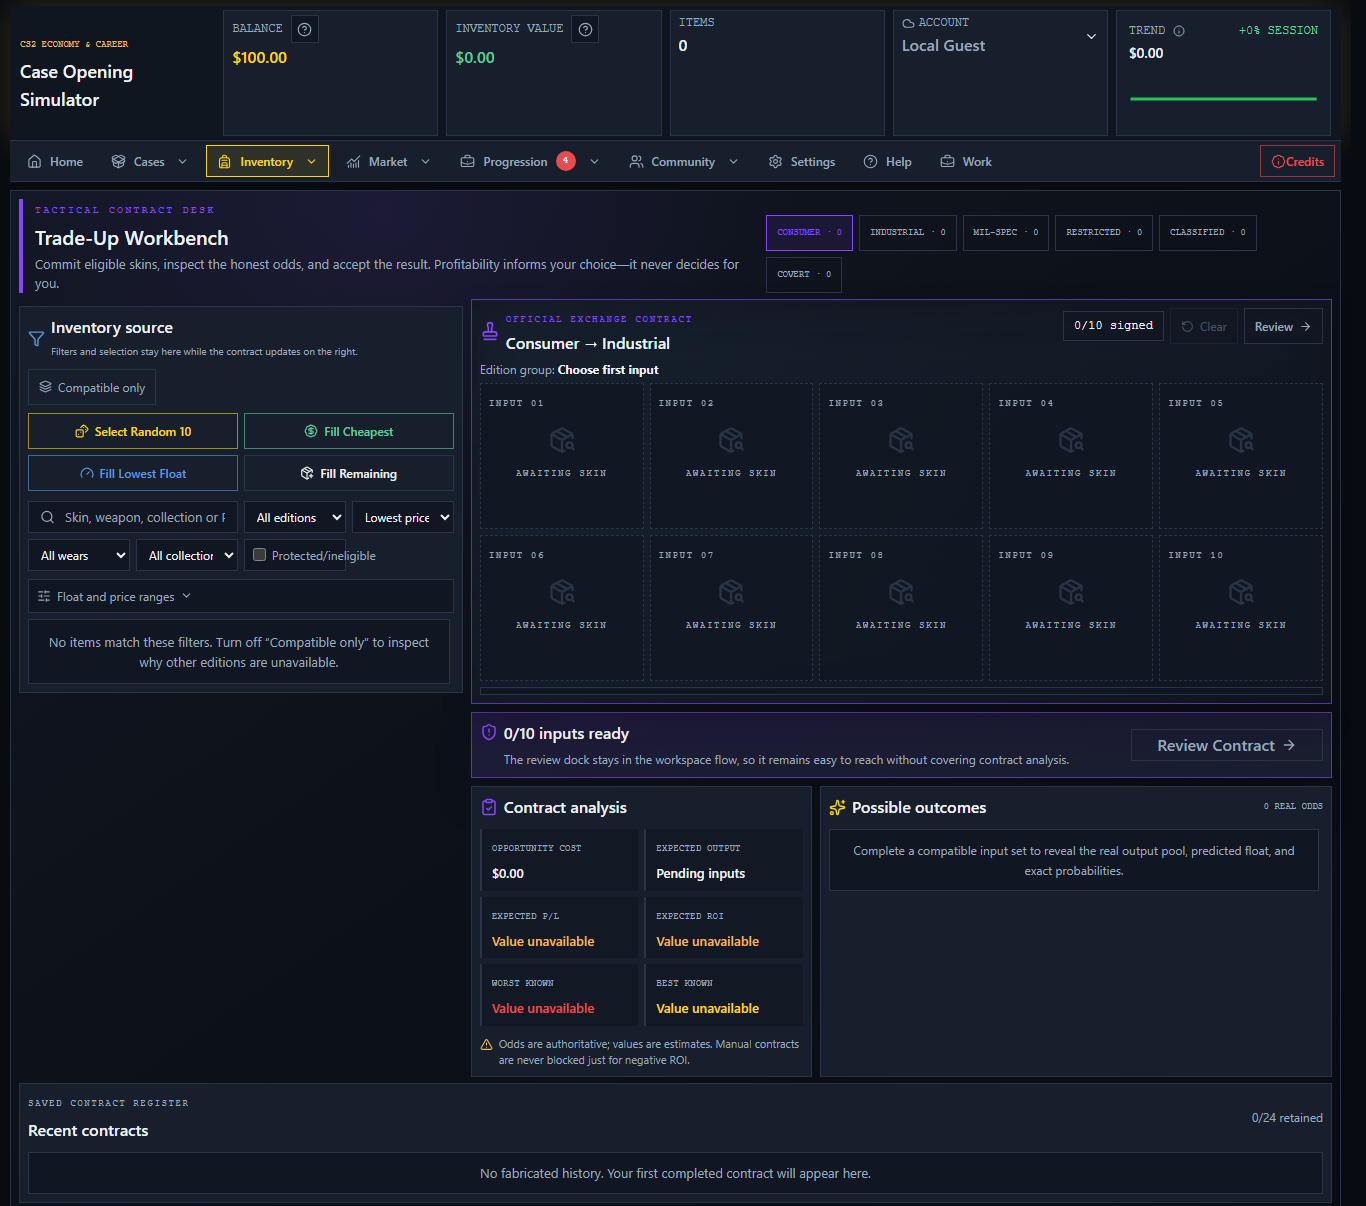 CS2 ECONOMY & CAREER
Case Opening
Simulator
BALANCE
$100.00
INVENTORY VALUE
$0.00
ITEMS
0
ACCOUNT
Local Guest
TREND
+0% SESSION
$0.00
Home
Cases
Inventory
Market
Progression
4
Community
Settings
Help
Work
Credits
TACTICAL CONTRACT DESK
Trade-Up Workbench
Commit eligible skins, inspect the honest odds, and accept the result. Profitability informs your choice—it never decides for
you.
CONSUMER · 0
INDUSTRIAL · 0
MIL-SPEC · 0
RESTRICTED · 0
CLASSIFIED · 0
COVERT · 0
Inventory source
Filters and selection stay here while the contract updates on the right.
Compatible only
Select Random 10
Fill Cheapest
Fill Lowest Float
Fill Remaining
Skin, weapon, collection or
All editions
Lowest price
All wears
All collection
Protected/ineligible
Float and price ranges
No items match these filters. Turn off “Compatible only” to inspect
why other editions are unavailable.
OFFICIAL EXCHANGE CONTRACT
Consumer → Industrial
0/10 signed
Clear
Review →
Edition group: Choose first input
INPUT 01
AWAITING SKIN
INPUT 02
AWAITING SKIN
INPUT 03
AWAITING SKIN
INPUT 04
AWAITING SKIN
INPUT 05
AWAITING SKIN
INPUT 06
AWAITING SKIN
INPUT 07
AWAITING SKIN
INPUT 08
AWAITING SKIN
INPUT 09
AWAITING SKIN
INPUT 10
AWAITING SKIN
0/10 inputs ready
The review dock stays in the workspace flow, so it remains easy to reach without covering contract analysis.
Review Contract →
Contract analysis
OPPORTUNITY COST
$0.00
EXPECTED OUTPUT
Pending inputs
EXPECTED P/L
Value unavailable
EXPECTED ROI
Value unavailable
WORST KNOWN
Value unavailable
BEST KNOWN
Value unavailable
Odds are authoritative; values are estimates. Manual contracts
are never blocked just for negative ROI.
Possible outcomes
0 REAL ODDS
Complete a compatible input set to reveal the real output pool, predicted float, and
exact probabilities.
SAVED CONTRACT REGISTER
Recent contracts
0/24 retained
No fabricated history. Your first completed contract will appear here.